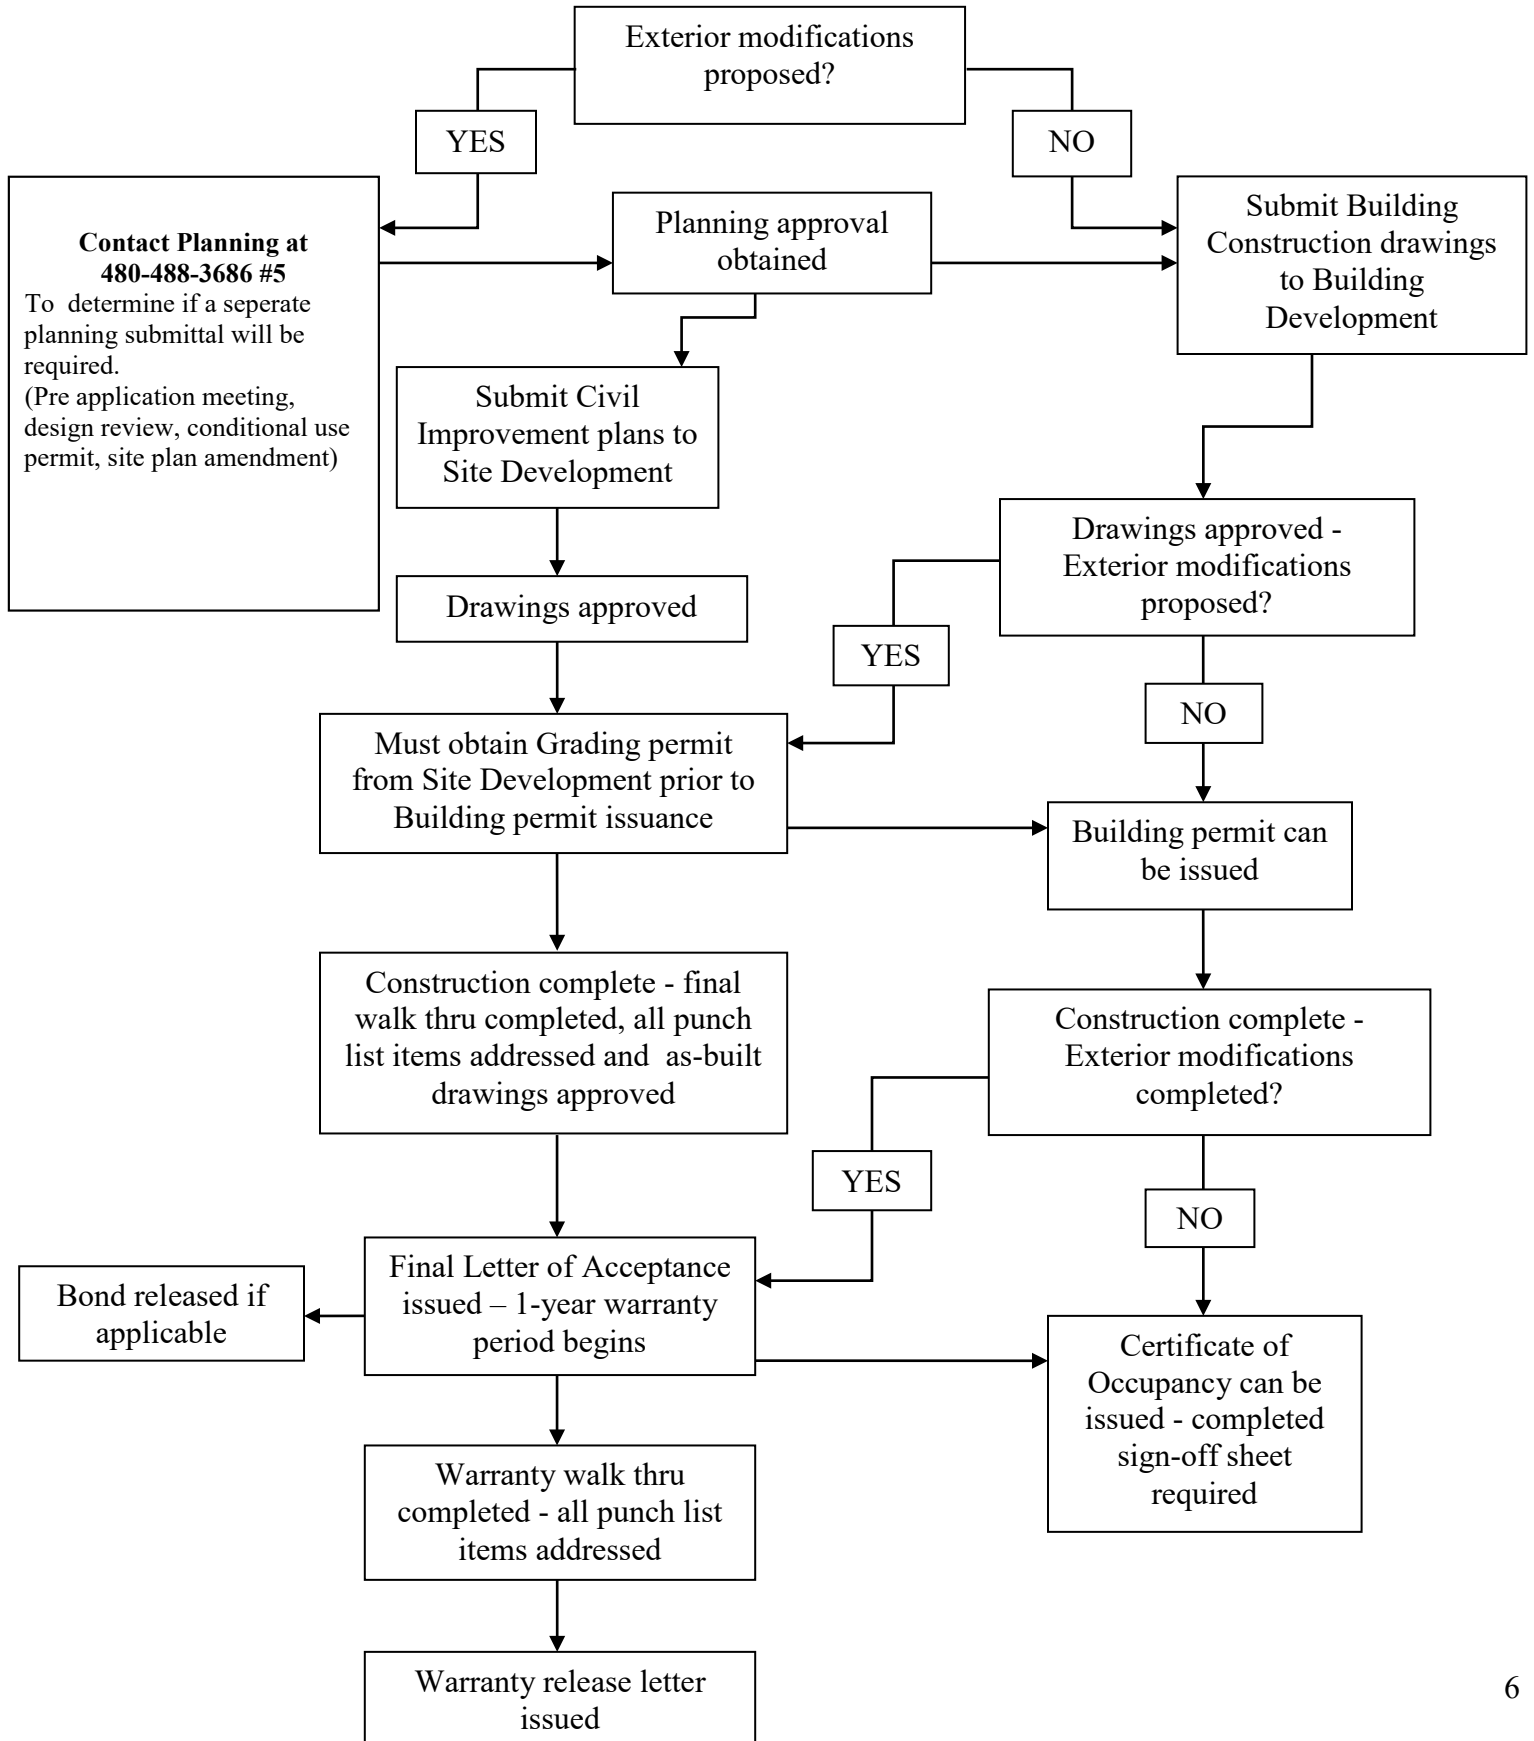 Exterior modifications
proposed?
YES
NO
Contact Planning at
480-488-3686 #5
To  determine if a seperate
planning submittal will be
required.
(Pre application meeting,
design review, conditional use
permit, site plan amendment)
Planning approval
obtained
Submit Building
Construction drawings
to Building
Development
Submit Civil
Improvement plans to
Site Development
Drawings approved -
Exterior modifications
proposed?
Drawings approved
YES
NO
Must obtain Grading permit
from Site Development prior to
Building permit issuance
Building permit can
be issued
Construction complete - final
walk thru completed, all punch
list items addressed and  as-built
drawings approved
Construction complete -
Exterior modifications
completed?
YES
NO
Final Letter of Acceptance
issued – 1-year warranty
period begins
Bond released if
applicable
Certificate of
Occupancy can be
issued - completed
sign-off sheet
required
Warranty walk thru
completed - all punch list
items addressed
Warranty release letter
issued
6